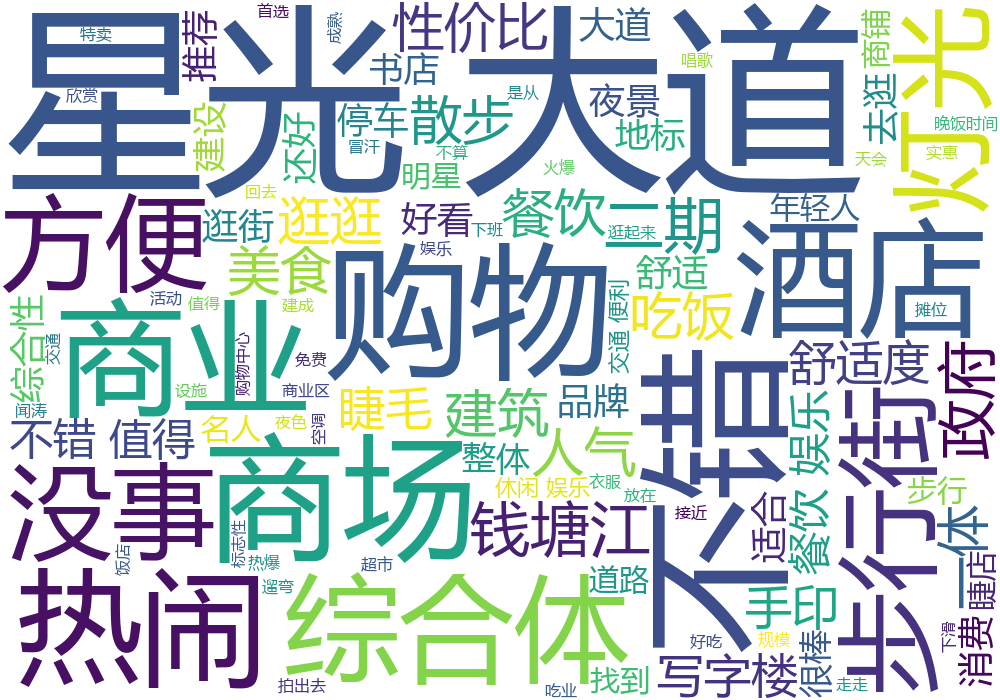 星光大道
首选
成熟
特卖
推荐
性价比
大道
唱歌
商铺
灯光
欣赏
书店
建设
还好
停车
散步
是从
夜景
去逛
晚饭时间
冒汗
不算
地标
天会
实惠
明星
火爆
回去
方便
逛街
逛逛
好看
餐饮
二期
年轻人
下班
逛起来
娱乐
美食
购物
舒适
酒店
活动
值得
建成
吃饭
摊位
综合性
交通
商业
购物中心
免费
交通 便利
舒适度
政府
设施
商业区
闻涛
睫毛
建筑
品牌
不错
娱乐
步行街
不错 值得
名人
夜色
空调
人气
整体
没事
商场
休闲 娱乐
衣服
放在
步行
钱塘江
接近
适合
餐饮
一体
标志性
饭店
热爆
超市
遛弯
道路
睫店
热闹
综合体
手印
消费
下滑
好吃
规模
很棒
找到
写字楼
走走
拍出去
吃业